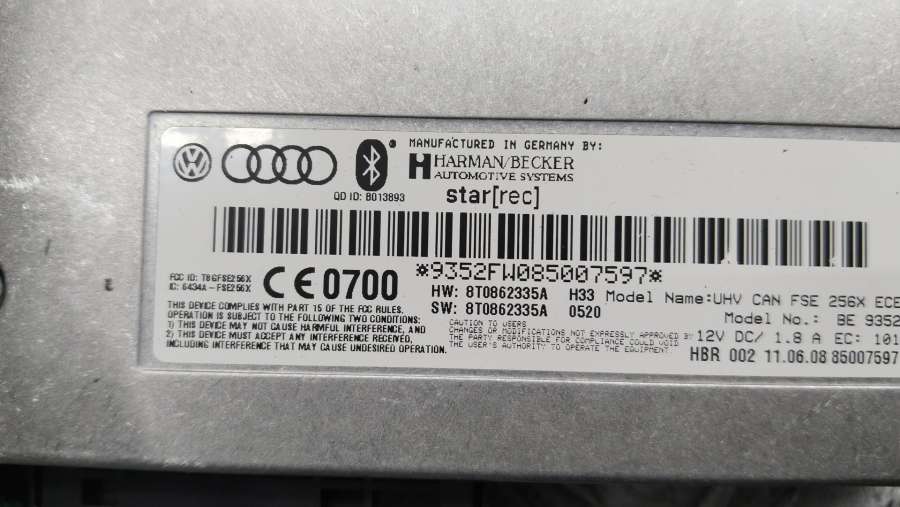 MANUFACTURED IN GERMANY BY:
HARMAN/BECKER
AUTOMOTIVE SYSTEMS
QD ID: B013893
star[rec]
*9352FW085007597*
FCC ID: T8GFSE256X
IC: 6434A-FSE256X
CE 0700
HW: 8T0862335A H33
SW: 8T0862335A 0520
Model Name:UHV CAN FSE 256X ECE
Model No.: BE 9352
12V DC/ 1.8 A EC: 101
HBR 002 11.06.08 85007597
THIS DEVICE COMPLIES WITH PART 15 OF THE FCC RULES.
OPERATION IS SUBJECT TO THE FOLLOWING TWO CONDITIONS:
1) THIS DEVICE MAY NOT CAUSE HARMFUL INTERFERENCE, AND
2) THIS DEVICE MUST ACCEPT ANY INTERFERENCE RECEIVED,
INCLUDING INTERFERENCE THAT MAY CAUSE UNDESIRED OPERATION.
CAUTION TO USERS
CHANGES OR MODIFICATIONS NOT EXPRESSLY APPROVED BY
THE PARTY RESPONSIBLE FOR COMPLIANCE COULD VOID
THE USER'S AUTHORITY TO OPERATE THE EQUIPMENT.